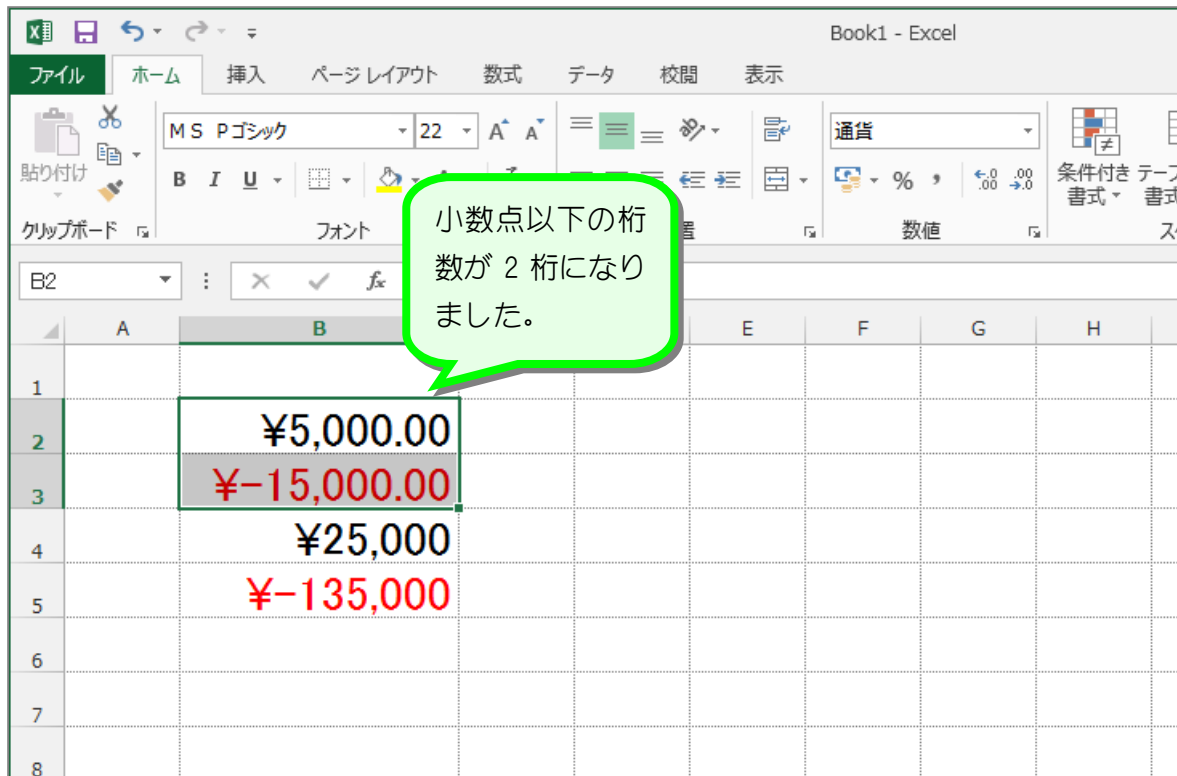 Book1 - Excel
ファイル ホーム 挿入 ページ レイアウト 数式 データ 校閲 表示
貼り付け
ＭＳ Ｐゴシック 22 A A
通貨
条件付き
書式
B I U
% ,
クリップボード フォント 数値
小数点以下の桁
数が 2 桁になり
ました。
B2 fx
A B E F G H
1
2 ¥5,000.00
3 ¥-15,000.00
4 ¥25,000
5 ¥-135,000
6
7
8